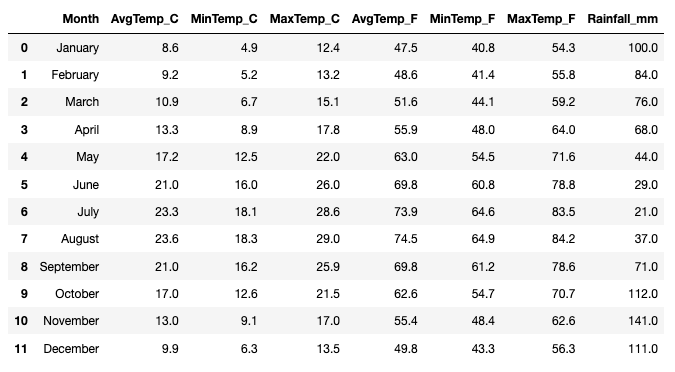 Month AvgTemp_C MinTemp_C MaxTemp_C AvgTemp_F MinTemp_F MaxTemp_F Rainfall_mm
0 January 8.6 4.9 12.4 47.5 40.8 54.3 100.0
1 February 9.2 5.2 13.2 48.6 41.4 55.8 84.0
2 March 10.9 6.7 15.1 51.6 44.1 59.2 76.0
3 April 13.3 8.9 17.8 55.9 48.0 64.0 68.0
4 May 17.2 12.5 22.0 63.0 54.5 71.6 44.0
5 June 21.0 16.0 26.0 69.8 60.8 78.8 29.0
6 July 23.3 18.1 28.6 73.9 64.6 83.5 21.0
7 August 23.6 18.3 29.0 74.5 64.9 84.2 37.0
8 September 21.0 16.2 25.9 69.8 61.2 78.6 71.0
9 October 17.0 12.6 21.5 62.6 54.7 70.7 112.0
10 November 13.0 9.1 17.0 55.4 48.4 62.6 141.0
11 December 9.9 6.3 13.5 49.8 43.3 56.3 111.0